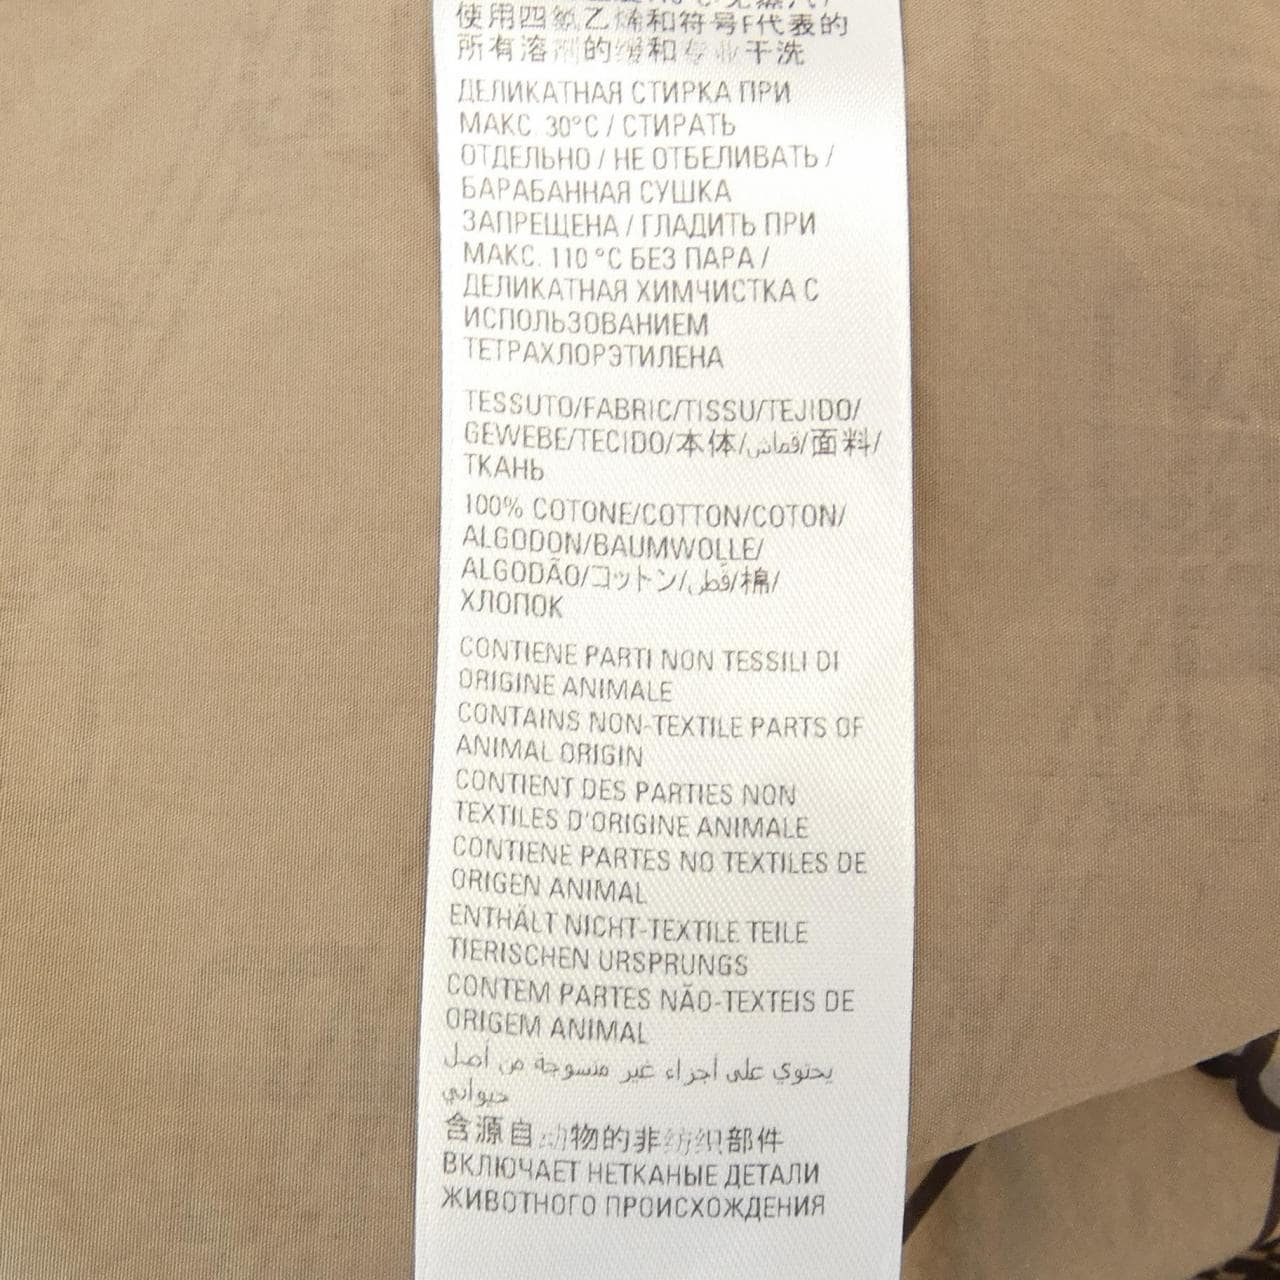 使用四氯乙烯和符号F代表的
所有溶剂的缓和专业干洗
ДЕЛИКАТНАЯ СТИРКА ПРИ
МАКС. 30°C / СТИРАТЬ
ОТДЕЛЬНО / НЕ ОТБЕЛИВАТЬ /
БАРАБАННАЯ СУШКА
ЗАПРЕЩЕНА / ГЛАДИТЬ ПРИ
МАКС. 110 °C БЕЗ ПАРА /
ДЕЛИКАТНАЯ ХИМЧИСТКА С
ИСПОЛЬЗОВАНИЕМ
ТЕТРАХЛОРЭТИЛЕНА
TESSUTO/FABRIC/TISSU/TEJIDO/
GEWEBE/TECIDO/本体/قماش/面料/
ТКАНЬ
100% COTONE/COTTON/COTON/
ALGODON/BAUMWOLLE/
ALGODÃO/コットン/قطن/棉/
ХЛОПОК
CONTIENE PARTI NON TESSILI DI
ORIGINE ANIMALE
CONTAINS NON-TEXTILE PARTS OF
ANIMAL ORIGIN
CONTIENT DES PARTIES NON
TEXTILES D'ORIGINE ANIMALE
CONTIENE PARTES NO TEXTILES DE
ORIGEN ANIMAL
ENTHÄLT NICHT-TEXTILE TEILE
TIERISCHEN URSPRUNGS
CONTEM PARTES NÃO-TEXTEIS DE
ORIGEM ANIMAL
يحتوي على أجزاء غير منسوجة من أصل
حيواني
含源自动物的非纺织部件
ВКЛЮЧАЕТ НЕТКАНЫЕ ДЕТАЛИ
ЖИВОТНОГО ПРОИСХОЖДЕНИЯ